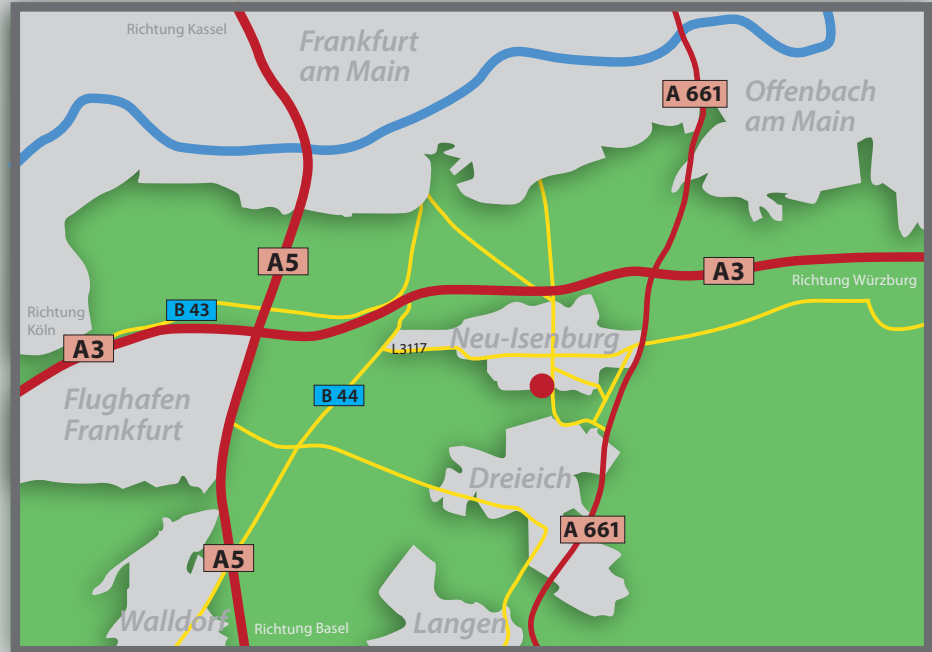 Richtung Kassel
Frankfurt
am Main
A 661
Offenbach
am Main
A5
A3
Richtung Würzburg
B 43
Richtung
Köln
A3
L3117
Neu-Isenburg
Flughafen
Frankfurt
B 44
Dreieich
A 661
A5
Walldorf
Richtung Basel
Langen